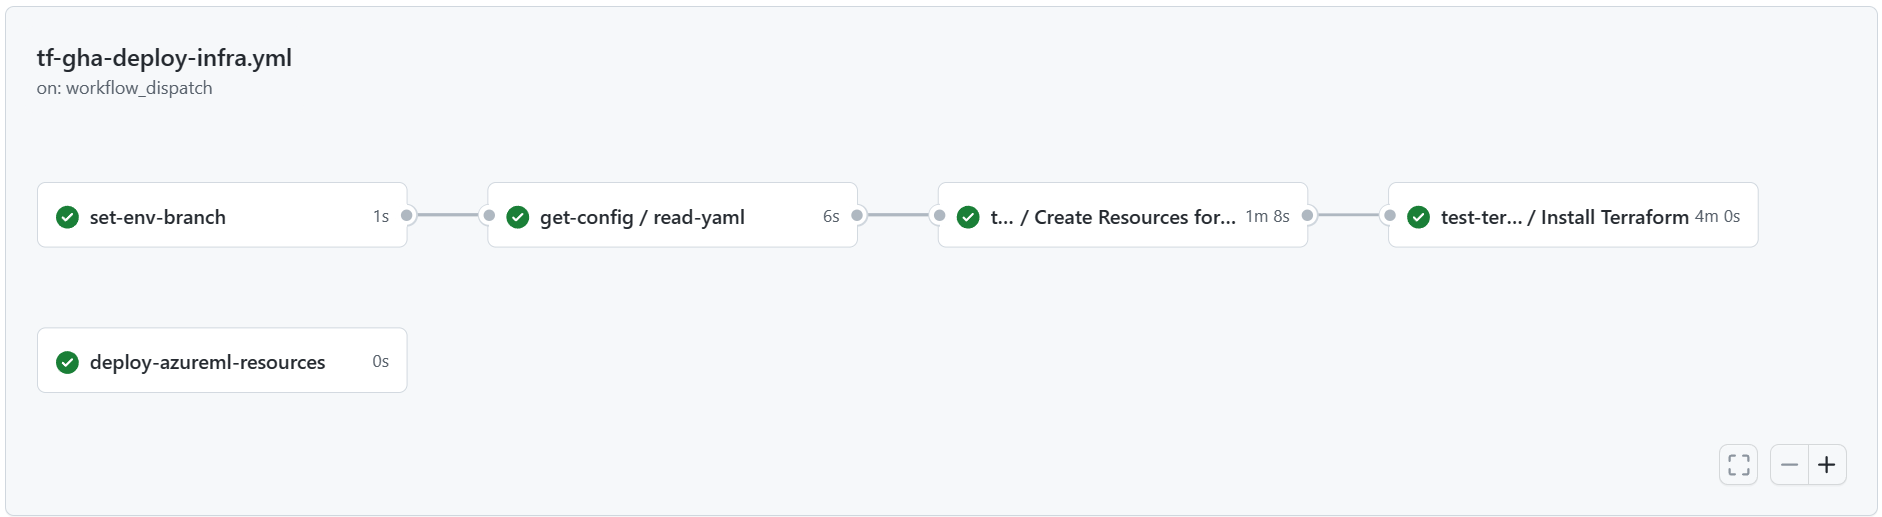 tf-gha-deploy-infra.yml
on: workflow_dispatch
set-env-branch 1s
get-config / read-yaml 6s
t... / Create Resources for... 1m 8s
test-ter... / Install Terraform 4m 0s
deploy-azureml-resources 0s